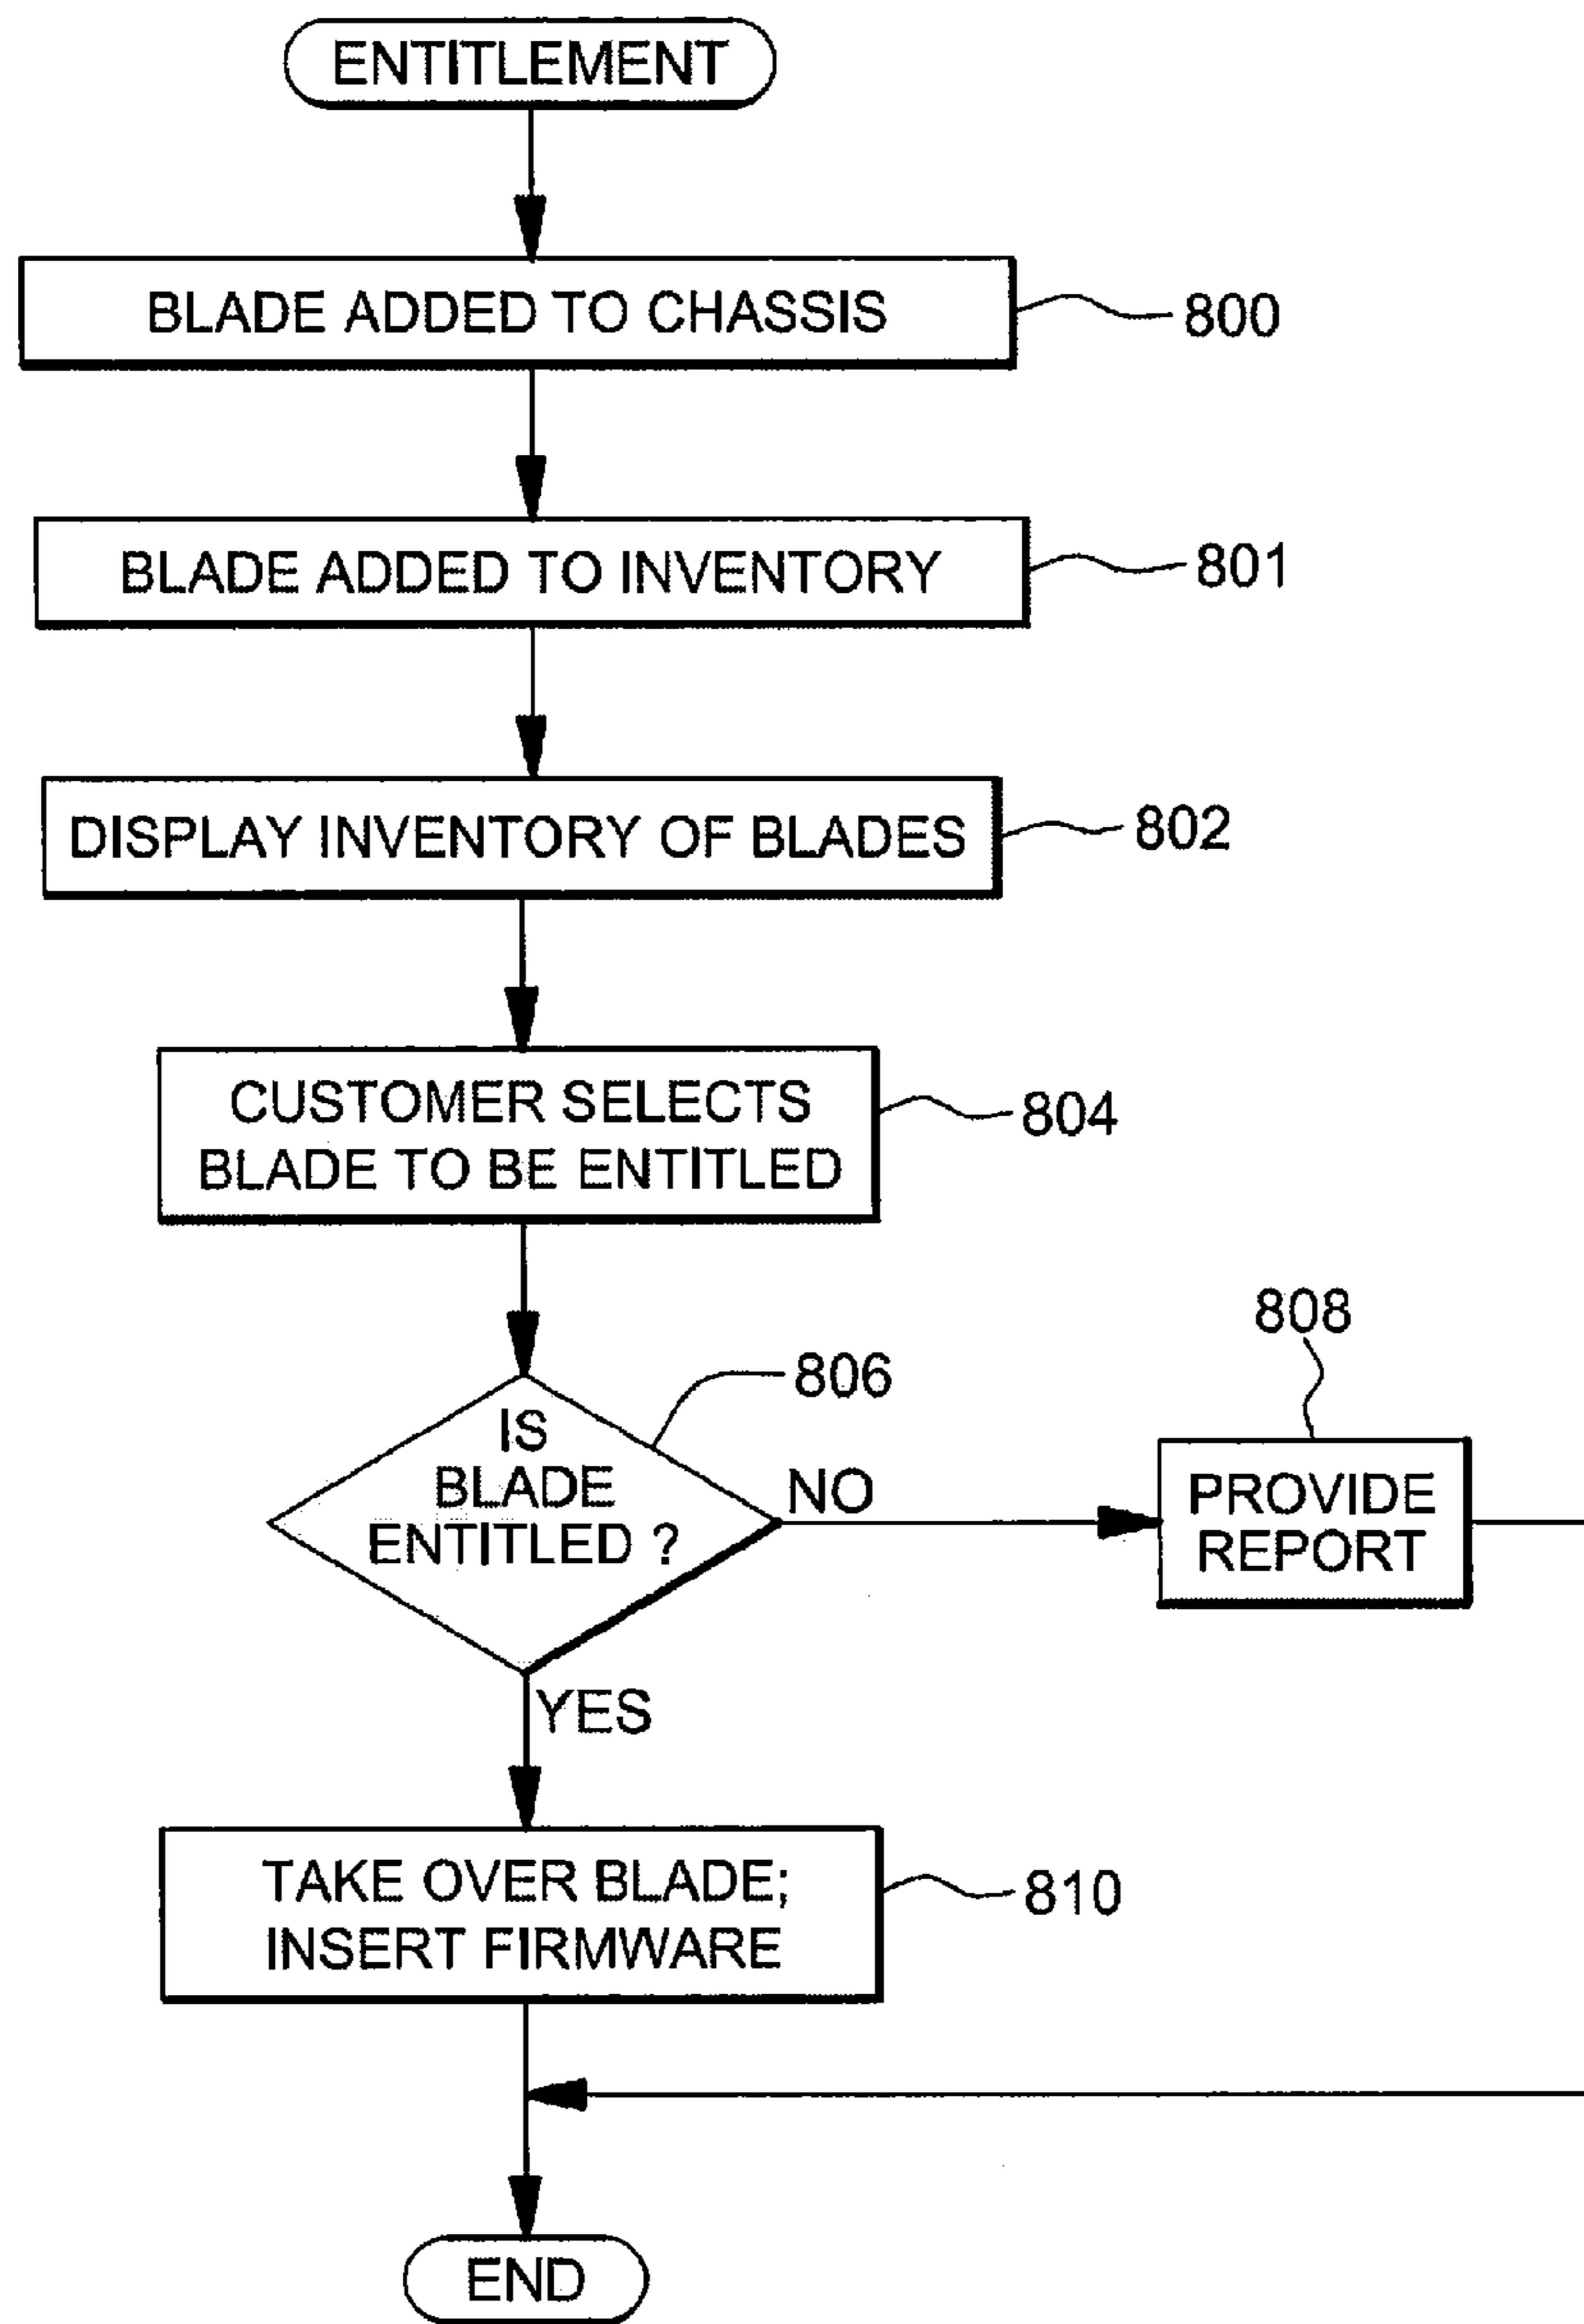 ENTITLEMENT
BLADE ADDED TO CHASSIS
800
BLADE ADDED TO INVENTORY
801
DISPLAY INVENTORY OF BLADES
802
CUSTOMER SELECTS
BLADE TO BE ENTITLED
804
806
808
IS
BLADE
ENTITLED ?
NO
PROVIDE
REPORT
YES
TAKE OVER BLADE;
INSERT FIRMWARE
810
END